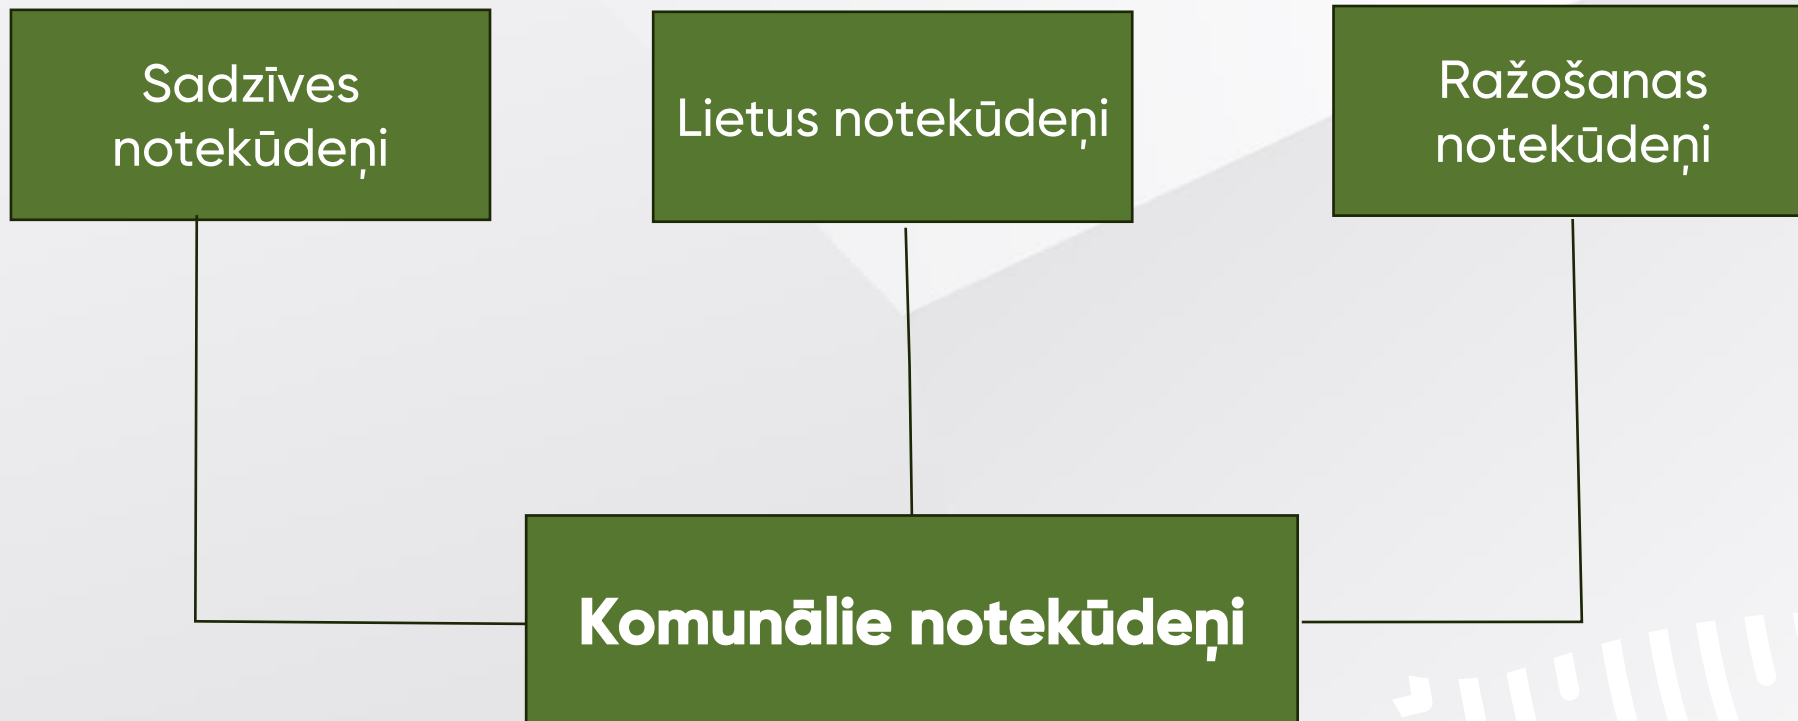 Sadzīves
notekūdeņi
Lietus notekūdeņi
Ražošanas
notekūdeņi
Komunālie notekūdeņi